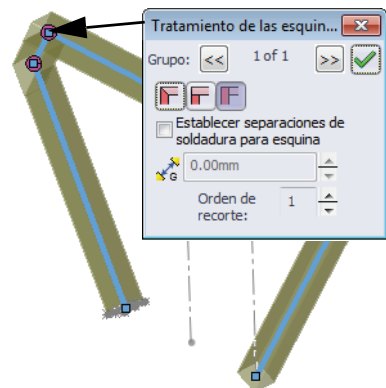 Tratamiento de las esquin...
Grupo: << 1 of 1 >>
Establecer separaciones de
soldadura para esquina
G 0.00mm
Orden de 1
recorte: